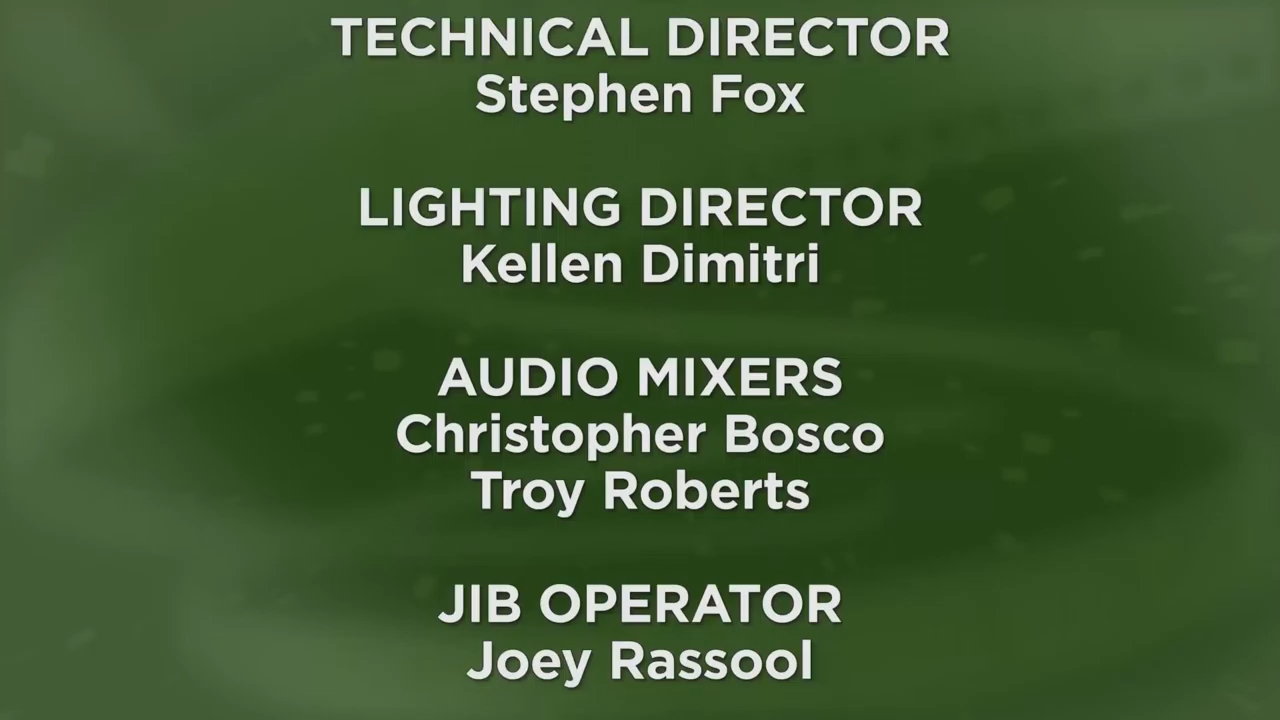 TECHNICAL DIRECTOR
Stephen Fox
LIGHTING DIRECTOR
Kellen Dimitri
AUDIO MIXERS
Christopher Bosco
Troy Roberts
JIB OPERATOR
Joey Rassool